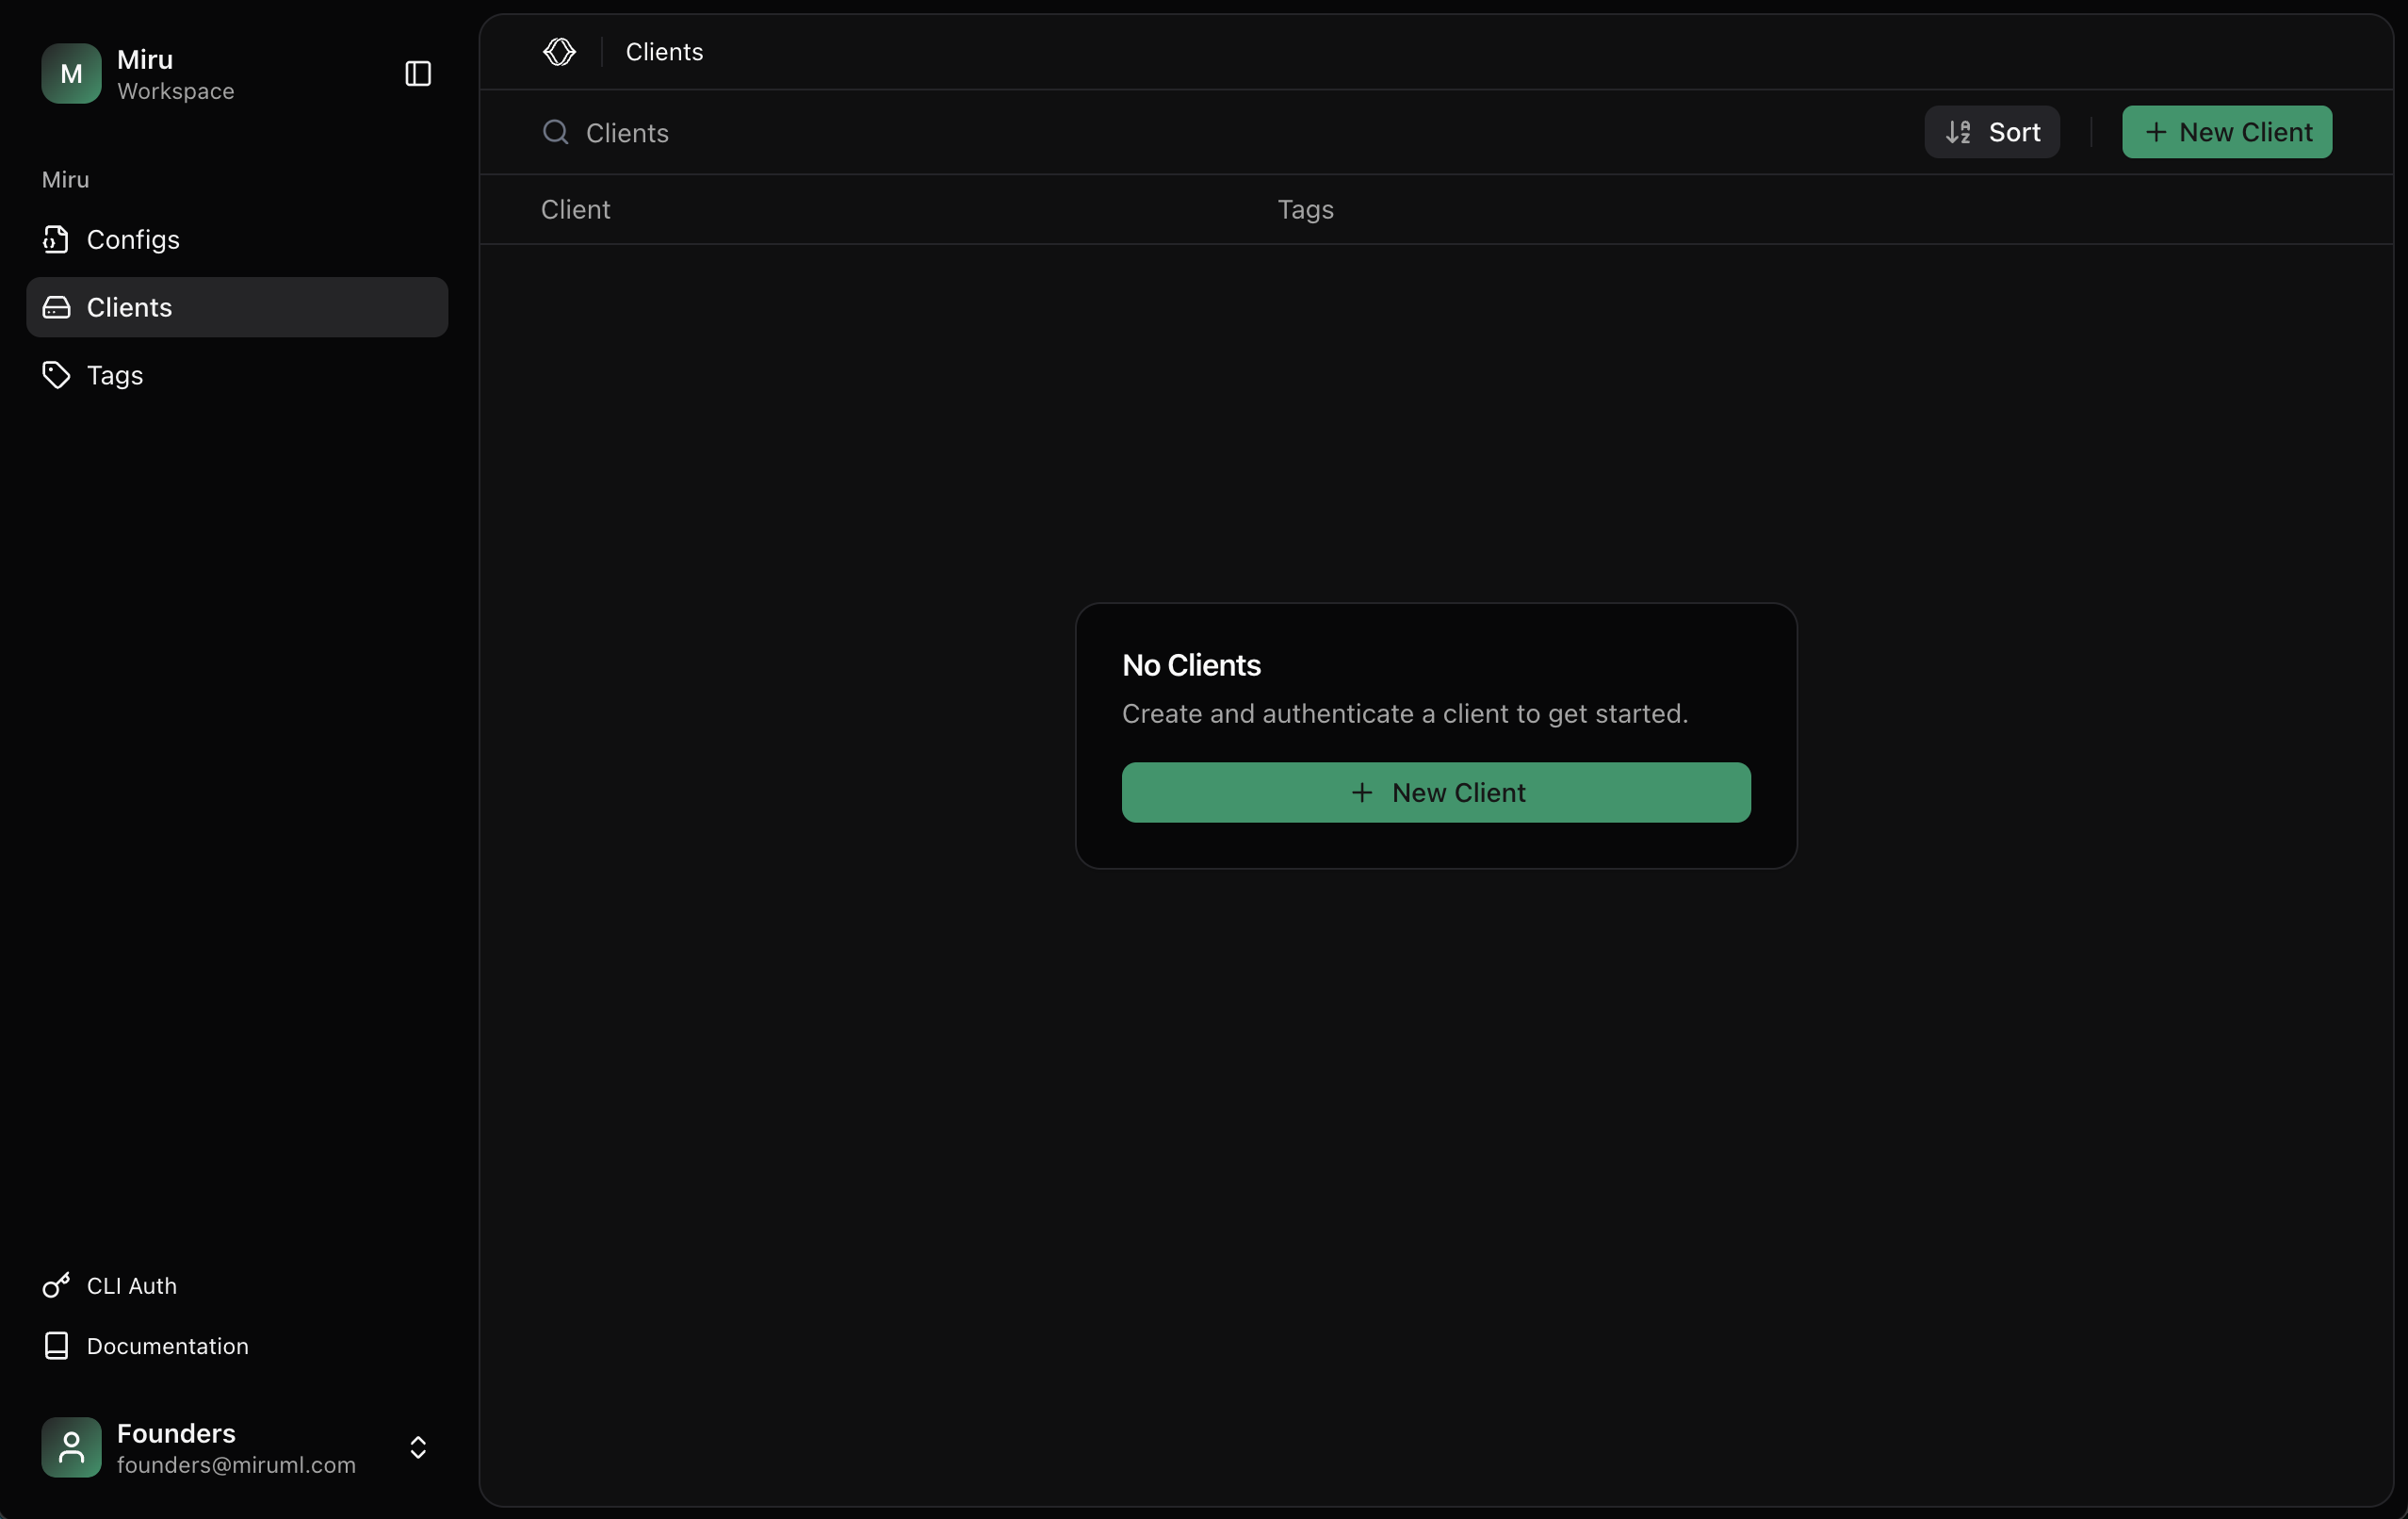 M
Miru
Workspace
Miru
Configs
Clients
Tags
CLI Auth
Documentation
Founders
founders@miruml.com
Clients
Clients
Sort
New Client
Client
Tags
No Clients
Create and authenticate a client to get started.
New Client